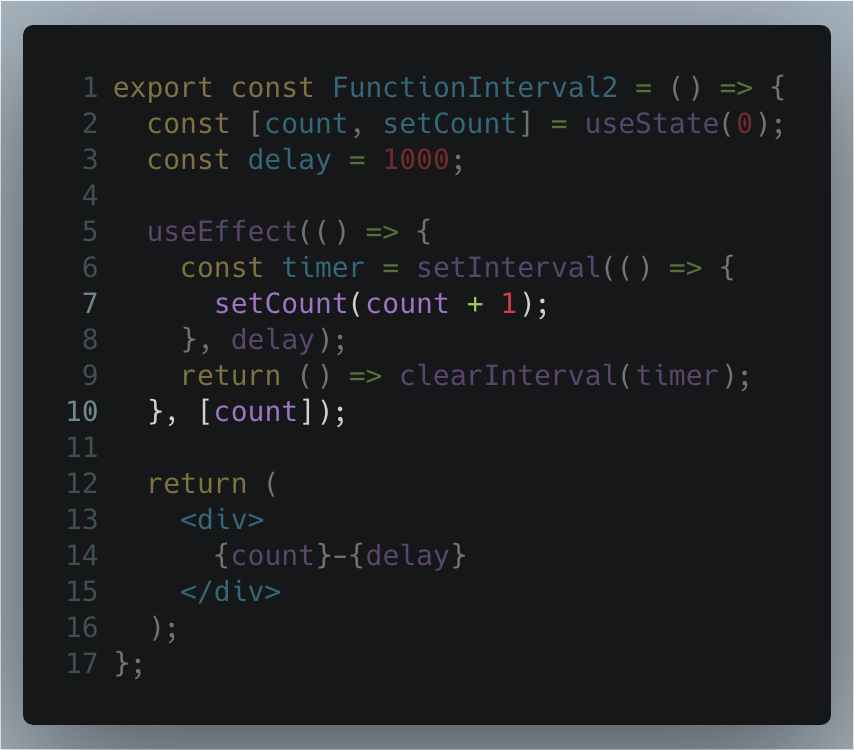 1 export const FunctionInterval2 = () => {
2   const [count, setCount] = useState(0);
3   const delay = 1000;
4
5   useEffect(() => {
6     const timer = setInterval(() => {
7       setCount(count + 1);
8     }, delay);
9     return () => clearInterval(timer);
10   }, [count]);
11
12   return (
13     <div>
14       {count}-{delay}
15     </div>
16   );
17 };